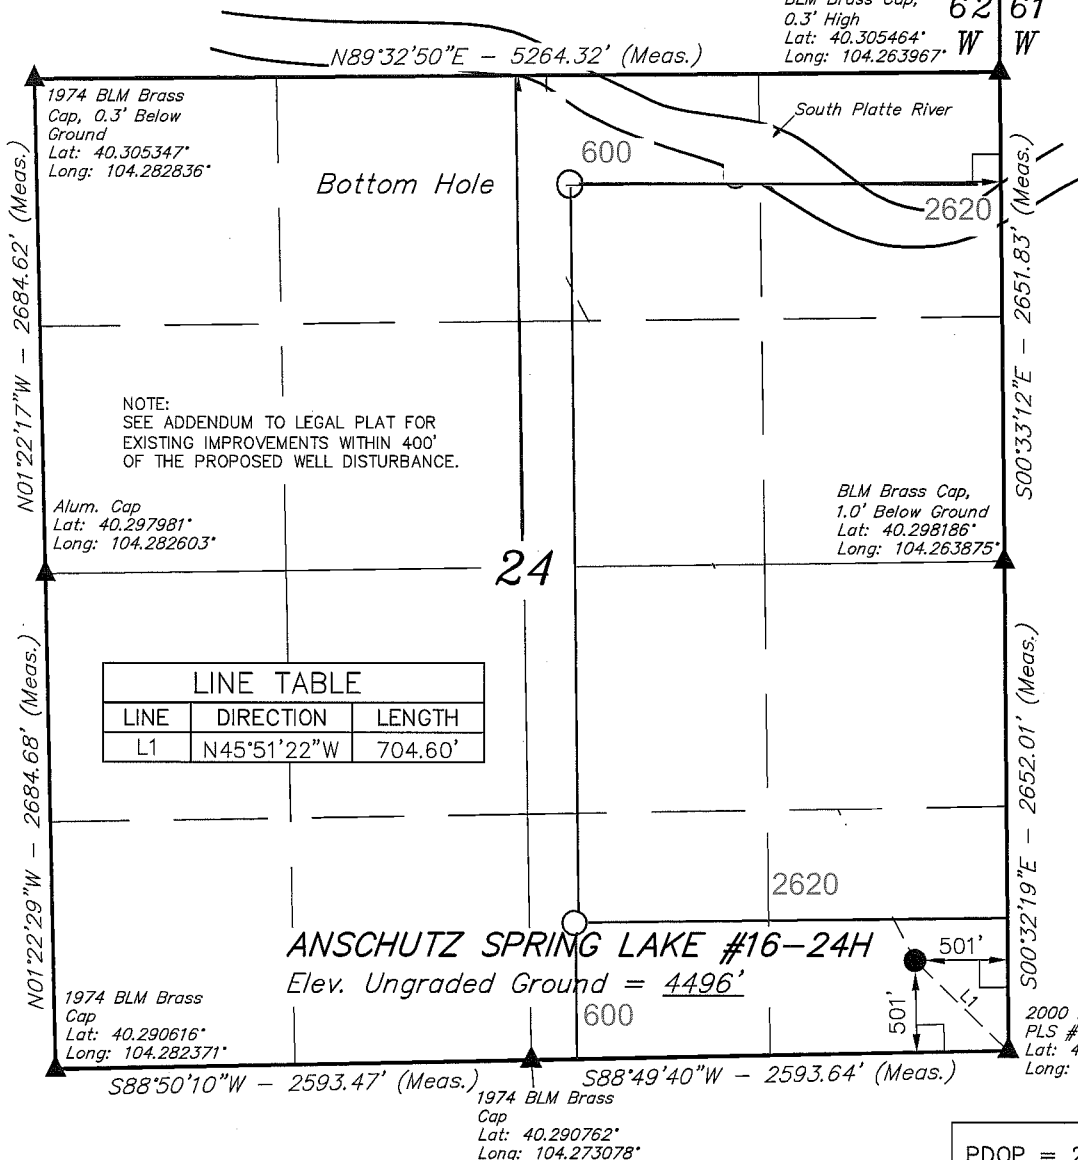 BLM Brass Cap,
0.3' High
Lat: 40.305464°
Long: 104.263967°
62 61
W W
N89°32'50"E - 5264.32' (Meas.)
1974 BLM Brass
Cap, 0.3' Below
Ground
Lat: 40.305347°
Long: 104.282836°
South Platte River
600
Bottom Hole
2620
N01°22'17"W - 2684.62' (Meas.)
S00°33'12"E - 2651.83' (Meas.)
NOTE:
SEE ADDENDUM TO LEGAL PLAT FOR
EXISTING IMPROVEMENTS WITHIN 400'
OF THE PROPOSED WELL DISTURBANCE.
Alum. Cap
Lat: 40.297981°
Long: 104.282603°
BLM Brass Cap,
1.0' Below Ground
Lat: 40.298186°
Long: 104.263875°
24
LINE TABLE
LINE DIRECTION LENGTH
L1 N45°51'22"W 704.60'
N01°22'29"W - 2684.68' (Meas.)
S00°32'19"E - 2652.01' (Meas.)
2620
ANSCHUTZ SPRING LAKE #16-24H
Elev. Ungraded Ground = 4496'
501'
501'
L1
600
1974 BLM Brass
Cap
Lat: 40.290616°
Long: 104.282371°
2000
PLS #
Lat: 4
Long:
S88°50'10"W - 2593.47' (Meas.)
S88°49'40"W - 2593.64' (Meas.)
1974 BLM Brass
Cap
Lat: 40.290762°
Long: 104.273078°
PDOP = 2